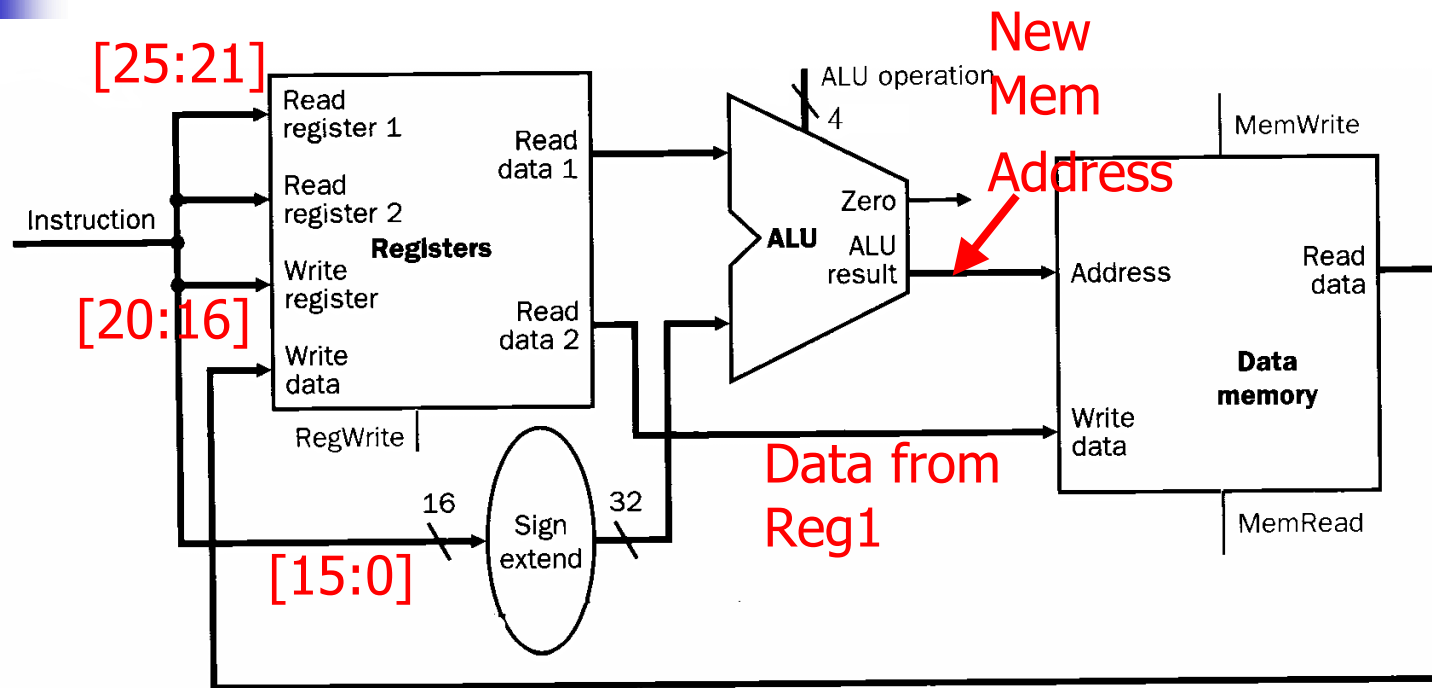 [25:21]
New
Mem
Address
ALU operation
4
MemWrite
Read
register 1
Read
data 1
Read
register 2
Instruction
Registers
Zero
ALU
ALU
result
Address
Read
data
Write
register
[20:16]
Read
data 2
Write
data
Data
memory
RegWrite
Write
data
Data from
Reg1
16
Sign
extend
32
MemRead
[15:0]